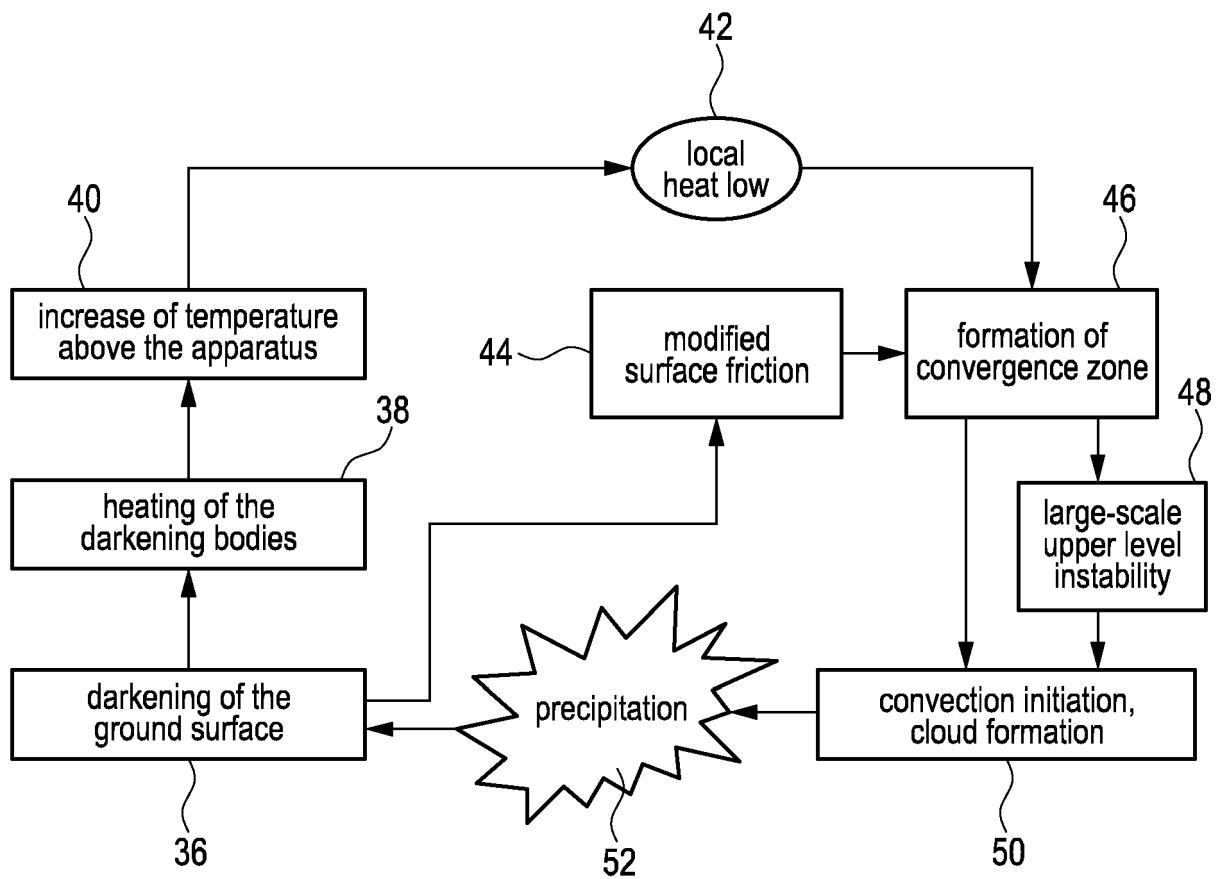 42
local
heat low
40
46
increase of temperature
above the apparatus
44
modified
surface friction
formation of
convergence zone
38
48
heating of the
darkening bodies
large-scale
upper level
instability
darkening of the
ground surface
precipitation
convection initiation,
cloud formation
36
52
50